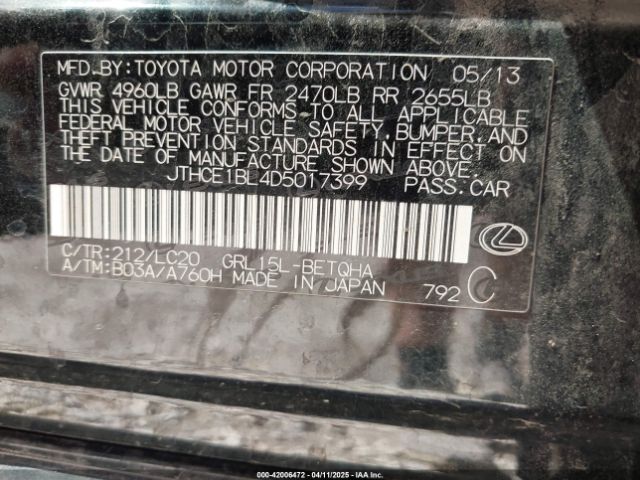 MFD.BY:TOYOTA MOTOR CORPORATION 05/13
GVWR 4960LB GAWR FR 2470LB RR 2655LB
THIS VEHICLE CONFORMS TO ALL APPLICABLE
FEDERAL MOTOR VEHICLE SAFETY, BUMPER, AND
THEFT PREVENTION STANDARDS IN EFFECT ON
THE DATE OF MANUFACTURE SHOWN ABOVE.
JTHCE1BL4D5017399 PASS.CAR
C/TR:212/LC20 GRL15L-BETQHA
A/TM:B03A/A760H MADE IN JAPAN 792 C
000-42006472 - 04/11/2025 - IAA Inc.